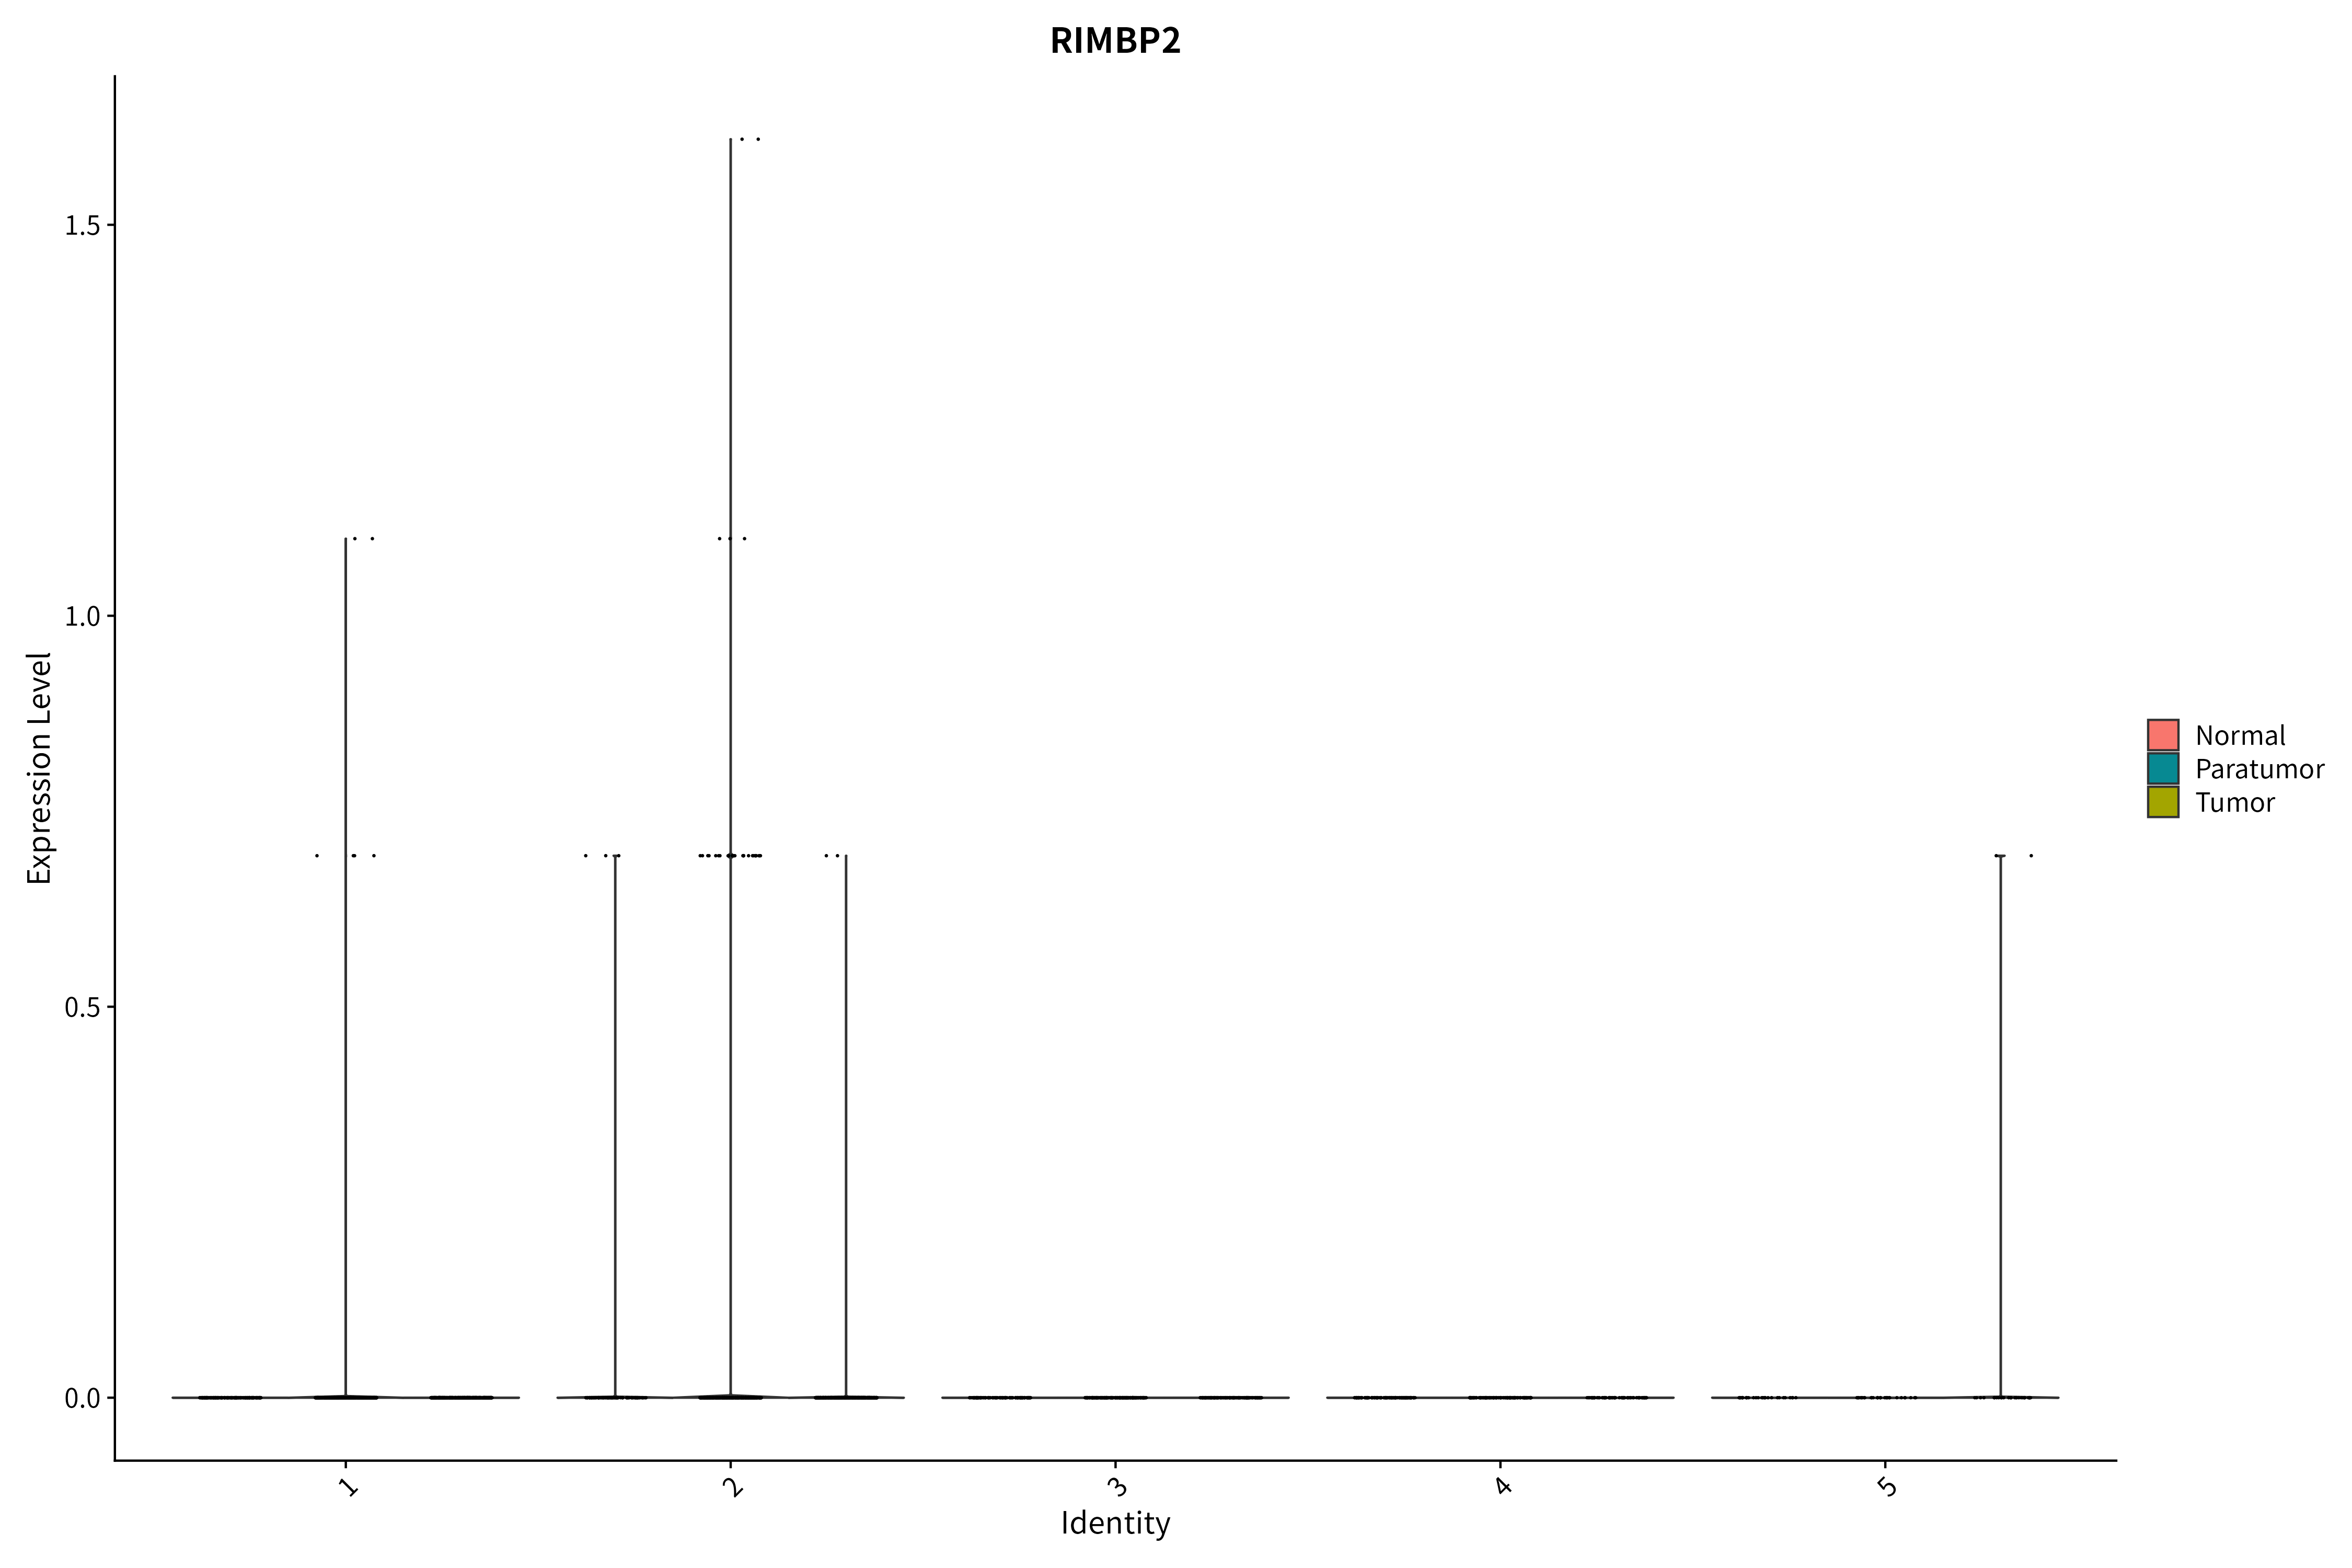 RIMBP2
Expression Level
1.5
1.0
0.5
0.0
1
2
3
4
5
Identity
Normal
Paratumor
Tumor